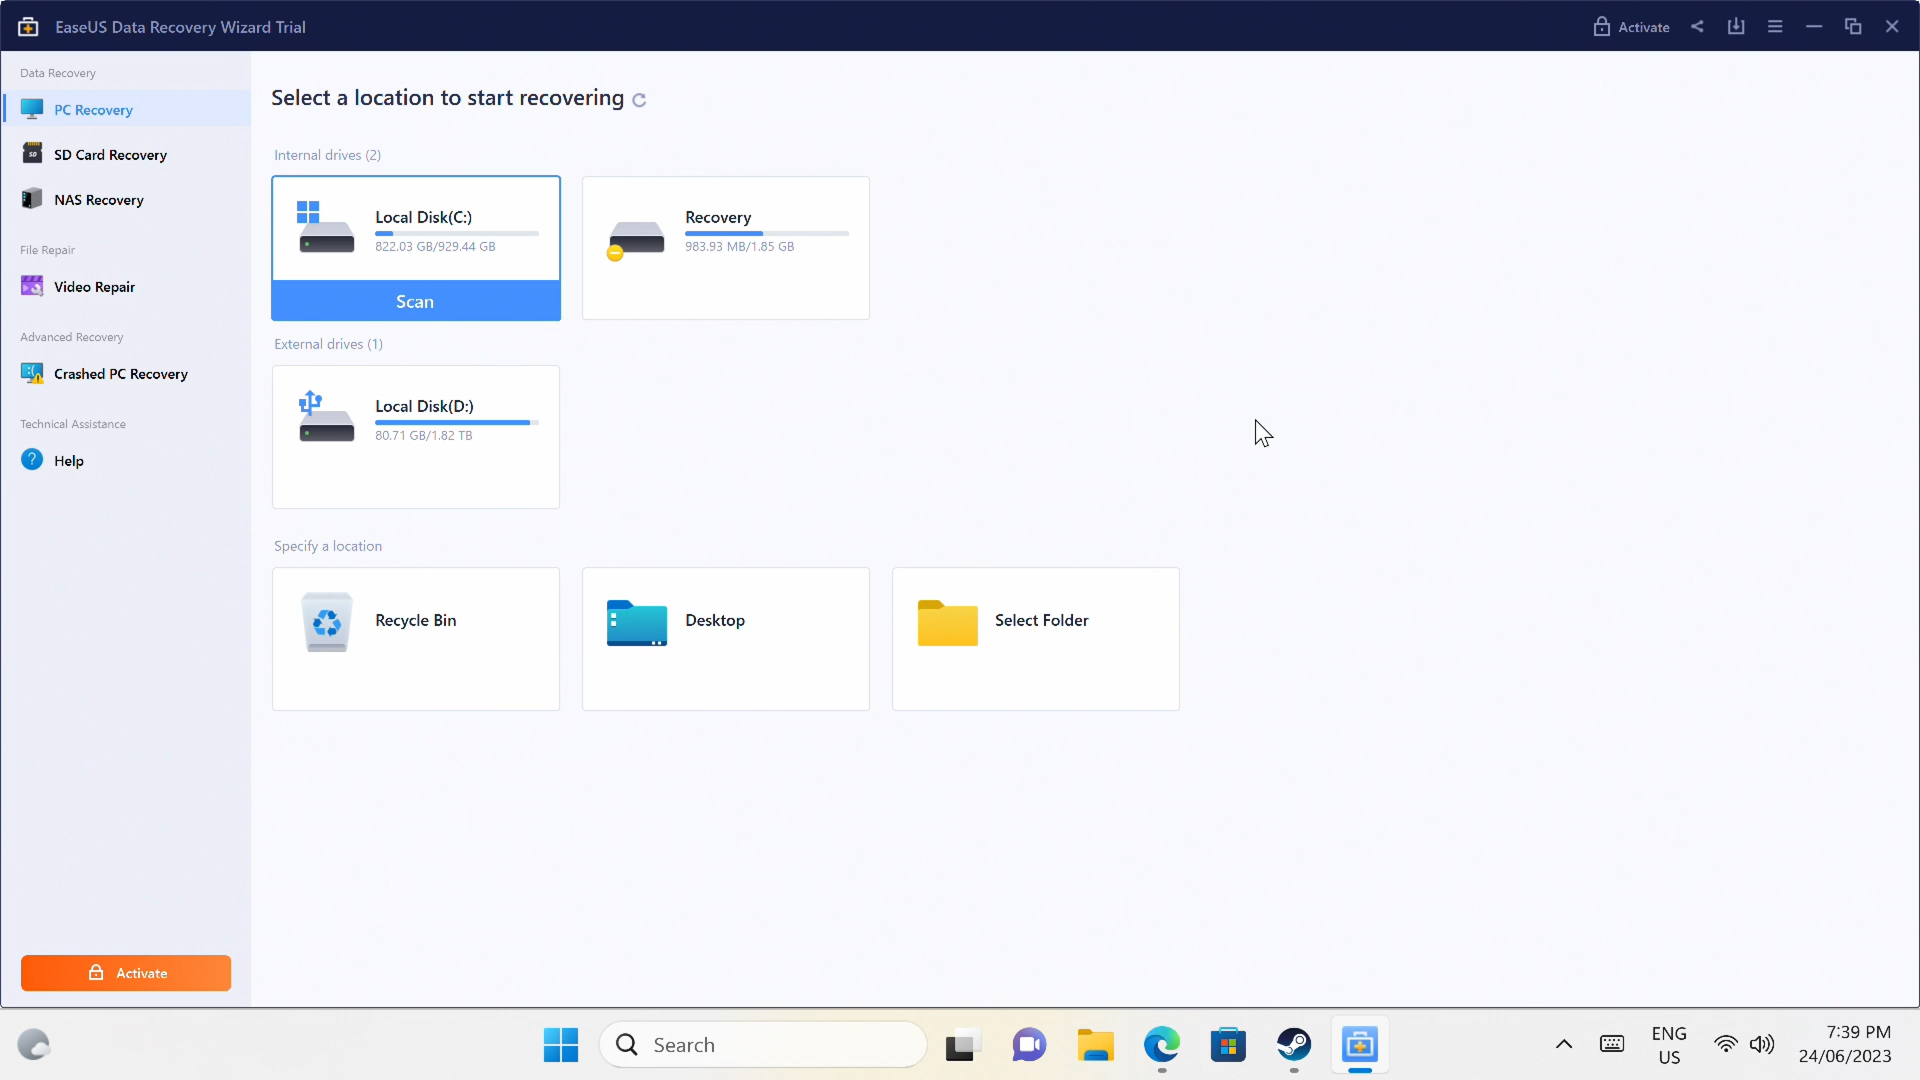 EaseUS Data Recovery Wizard Trial
Activate
Data Recovery
PC Recovery
SD Card Recovery
NAS Recovery
File Repair
Video Repair
Advanced Recovery
Crashed PC Recovery
Technical Assistance
Help
Activate
Select a location to start recovering
Internal drives (2)
Local Disk(C:)
822.03 GB/929.44 GB
Scan
Recovery
983.93 MB/1.85 GB
External drives (1)
Local Disk(D:)
80.71 GB/1.82 TB
Specify a location
Recycle Bin
Desktop
Select Folder
Search
ENG
US
7:39 PM
24/06/2023